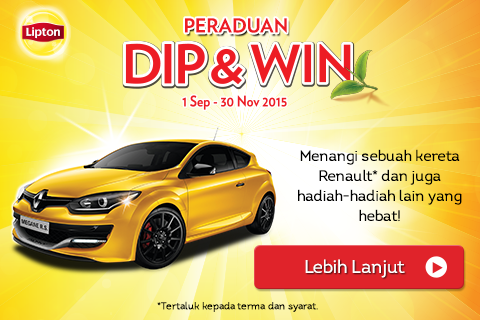 Lipton
PERADUAN
DIP & WIN
1 Sep - 30 Nov 2015
Menangi sebuah kereta
Renault* dan juga
hadiah-hadiah lain yang
hebat!
MEGANE R.S.
Lebih Lanjut
*Tertaluk kepada terma dan syarat.